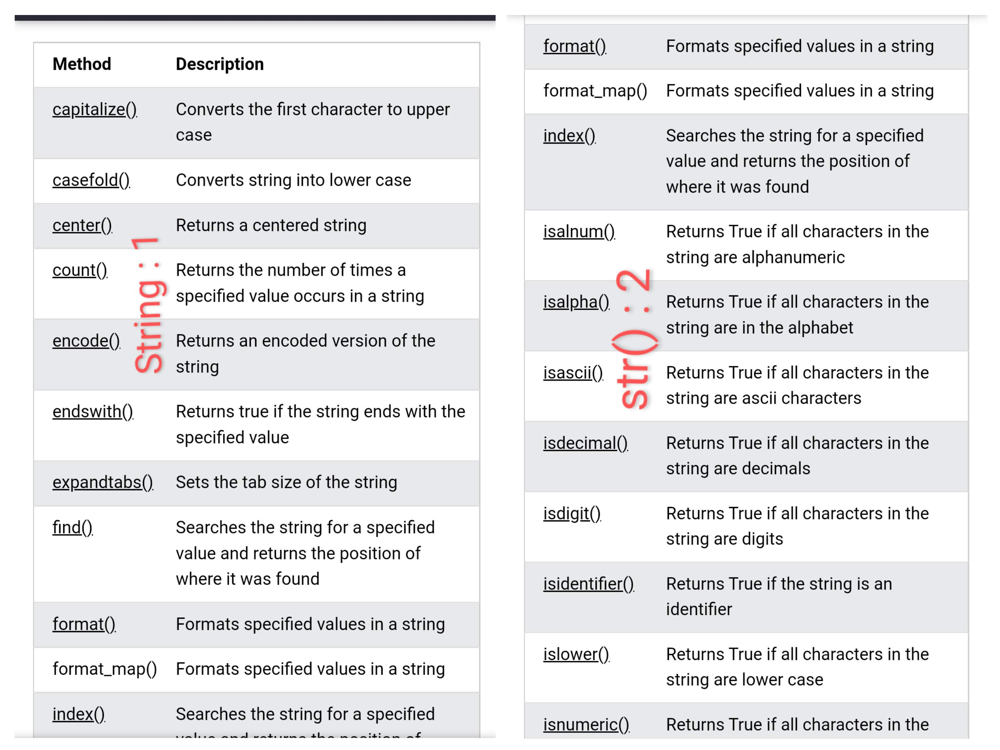 Method Description
capitalize() Converts the first character to upper
case
casefold() Converts string into lower case
center() Returns a centered string
count() Returns the number of times a
specified value occurs in a string
encode() Returns an encoded version of the
string
endswith() Returns true if the string ends with the
specified value
expandtabs() Sets the tab size of the string
find() Searches the string for a specified
value and returns the position of
where it was found
format() Formats specified values in a string
format_map() Formats specified values in a string
index() Searches the string for a specified
value and returns the position of
String : 1
format() Formats specified values in a string
format_map() Formats specified values in a string
index() Searches the string for a specified
value and returns the position of
where it was found
isalnum() Returns True if all characters in the
string are alphanumeric
isalpha() Returns True if all characters in the
string are in the alphabet
isascii() Returns True if all characters in the
string are ascii characters
isdecimal() Returns True if all characters in the
string are decimals
isdigit() Returns True if all characters in the
string are digits
isidentifier() Returns True if the string is an
identifier
islower() Returns True if all characters in the
string are lower case
isnumeric() Returns True if all characters in the
str() : 2